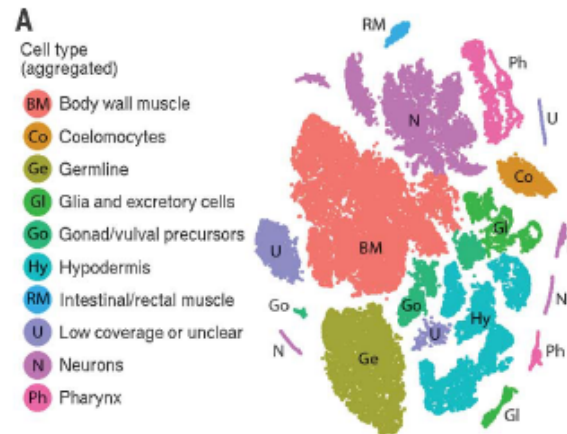 A
Cell type
(aggregated)
BM Body wall muscle
Co Coelomocytes
Ge Germline
Gl Glia and excretory cells
Go Gonad/vulval precursors
Hy Hypodermis
RM Intestinal/rectal muscle
U Low coverage or unclear
N Neurons
Ph Pharynx
RM
Ph
N
U
Co
Gl
U
BM
Go
Go
Hy
N
N
U
Ge
Ph
Gl